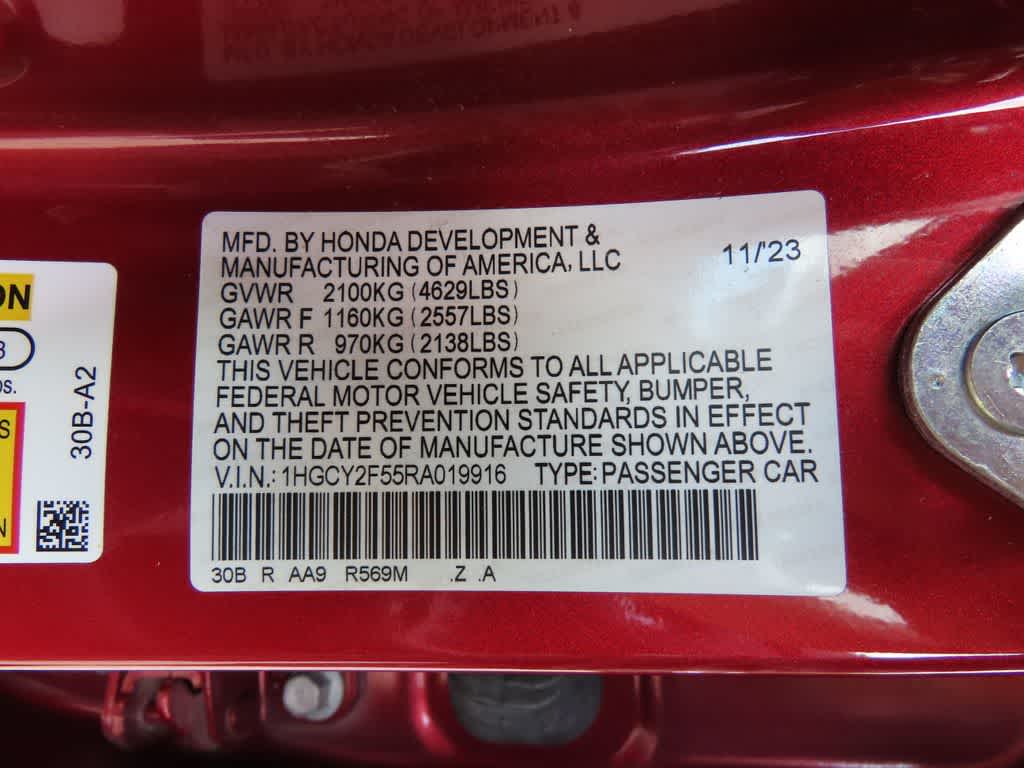 MFD. BY HONDA DEVELOPMENT &
MANUFACTURING OF AMERICA, LLC
11/'23
GVWR 2100KG (4629LBS)
GAWR F 1160KG (2557LBS)
GAWR R 970KG (2138LBS)
THIS VEHICLE CONFORMS TO ALL APPLICABLE
FEDERAL MOTOR VEHICLE SAFETY, BUMPER,
AND THEFT PREVENTION STANDARDS IN EFFECT
ON THE DATE OF MANUFACTURE SHOWN ABOVE.
V.I.N.: 1HGCY2F55RA019916 TYPE: PASSENGER CAR
30B R AA9 R569M .Z .A
30B-A2